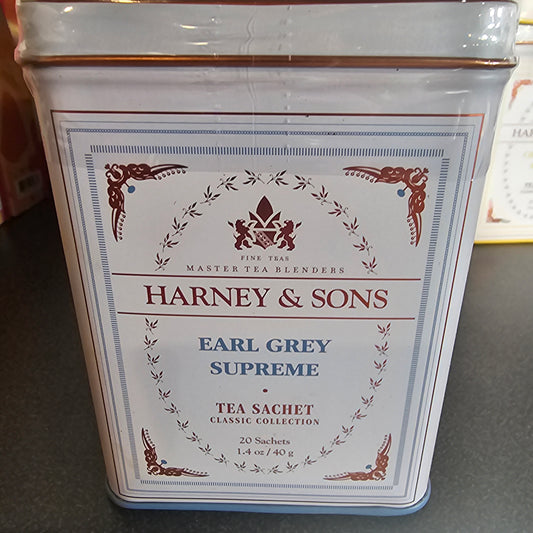 FINE TEAS
MASTER TEA BLENDERS
HARNEY & SONS
EARL GREY
SUPREME
TEA SACHET
CLASSIC COLLECTION
20 Sachets
1.4 oz / 40 g
HAR